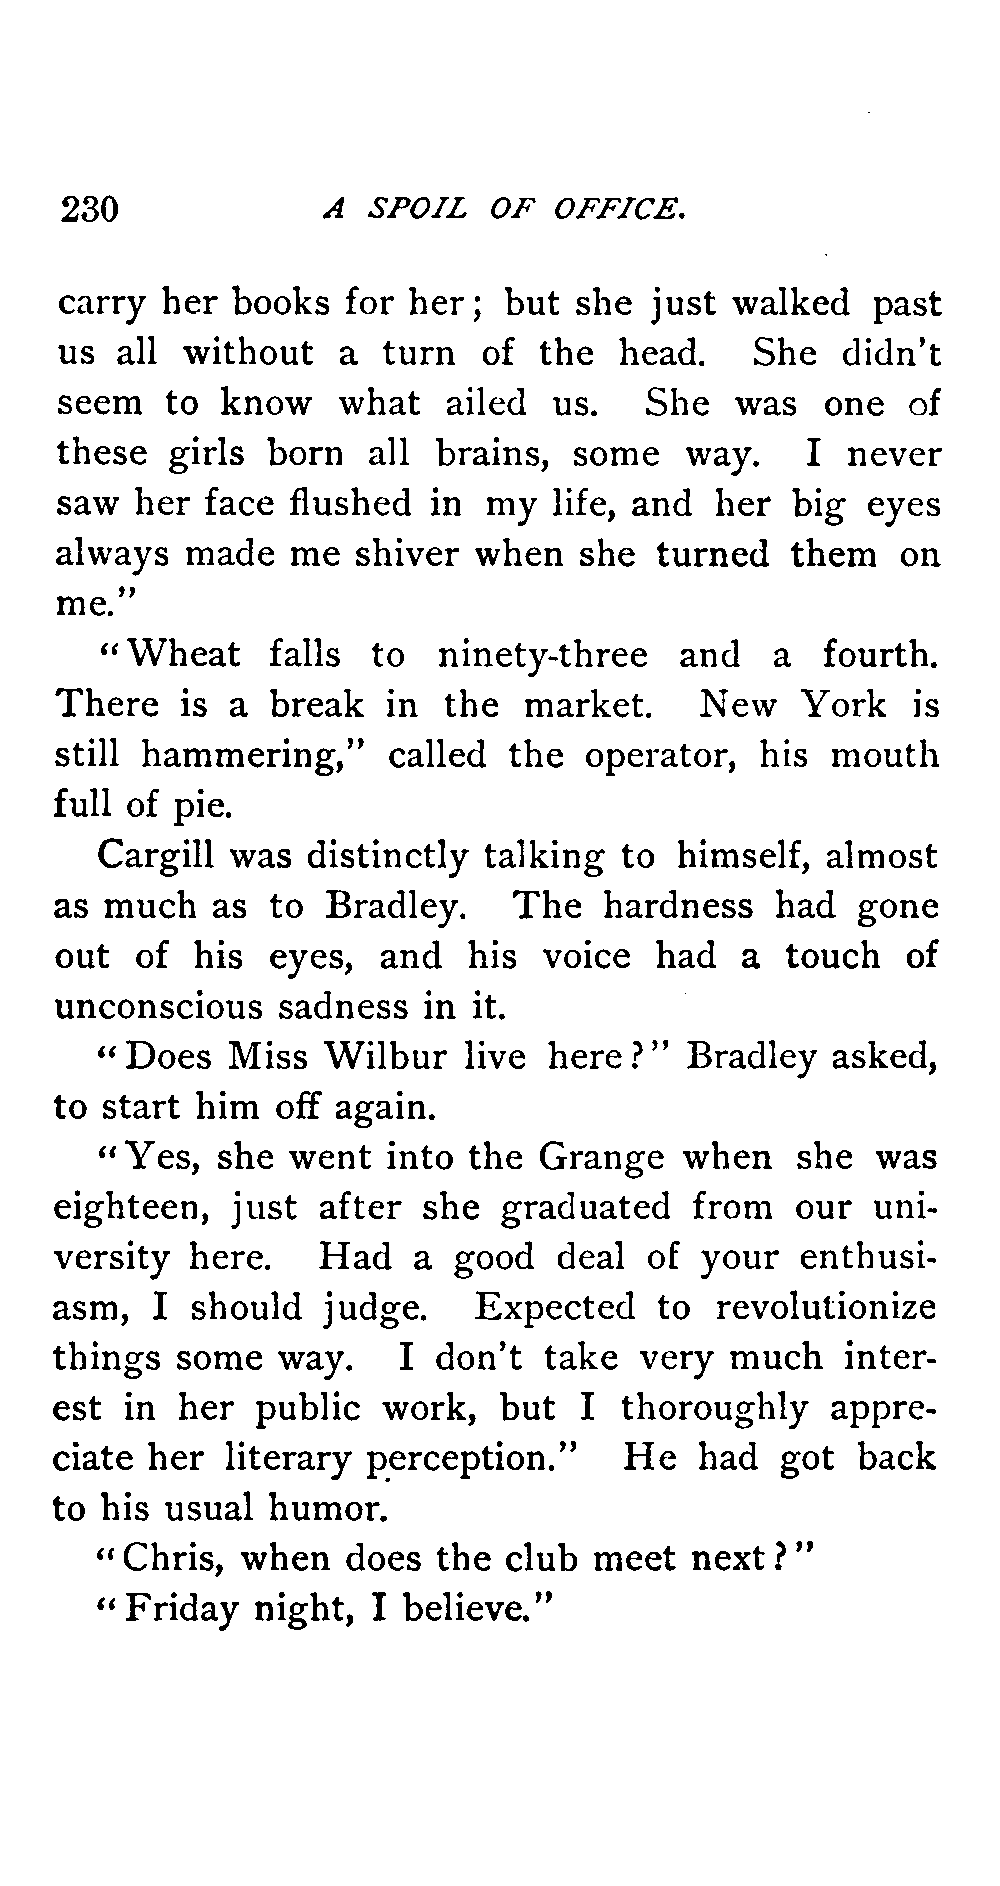 230 A SPOIL OF OFFICE.
carry her books for her; but she just walked past
us all without a turn of the head. She didn't
seem to know what ailed us. She was one of
these girls born all brains, some way. I never
saw her face flushed in my life, and her big eyes
always made me shiver when she turned them on
me."
"Wheat falls to ninety-three and a fourth.
There is a break in the market. New York is
still hammering," called the operator, his mouth
full of pie.
Cargill was distinctly talking to himself, almost
as much as to Bradley. The hardness had gone
out of his eyes, and his voice had a touch of
unconscious sadness in it.
"Does Miss Wilbur live here?" Bradley asked,
to start him off again.
"Yes, she went into the Grange when she was
eighteen, just after she graduated from our uni-
versity here. Had a good deal of your enthusi-
asm, I should judge. Expected to revolutionize
things some way. I don't take very much inter-
est in her public work, but I thoroughly appre-
ciate her literary perception." He had got back
to his usual humor.
"Chris, when does the club meet next?"
"Friday night, I believe."